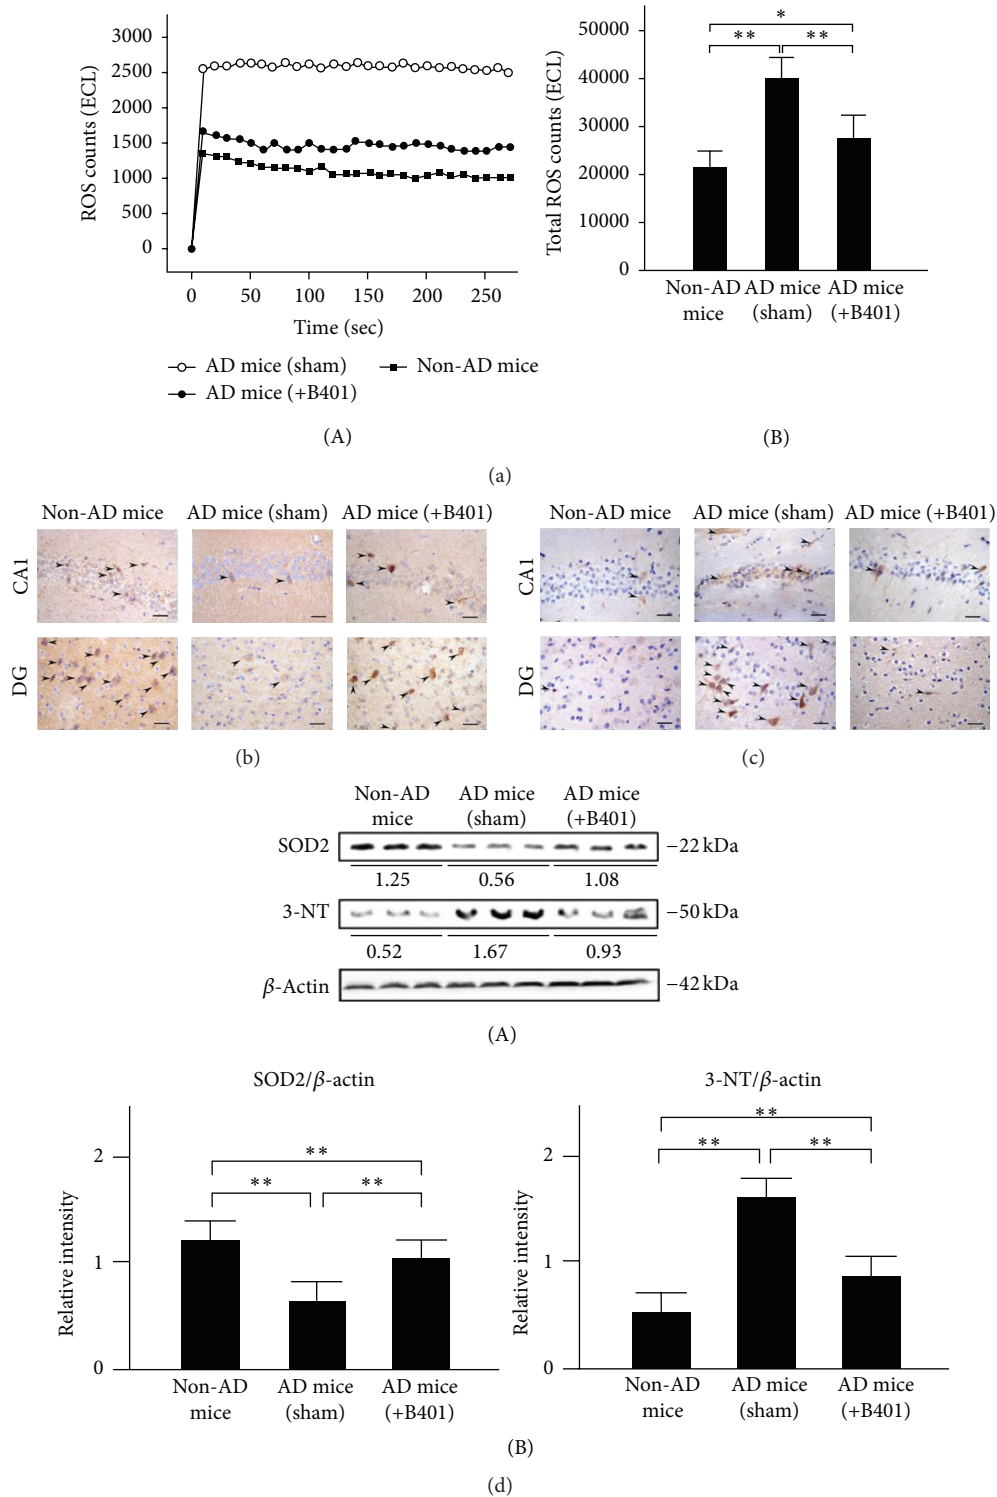 3000
2500
2000
1500
1000
500
0
ROS counts (ECL)
0 50 100 150 200 250
Time (sec)
AD mice (sham)
Non-AD mice
AD mice (+B401)
(A)
50000
40000
30000
20000
10000
0
Total ROS counts (ECL)
*
** **
Non-AD mice
AD mice (sham)
AD mice (+B401)
(B)
(a)
Non-AD mice AD mice (sham) AD mice (+B401)
CA1
DG
(b)
Non-AD mice AD mice (sham) AD mice (+B401)
CA1
DG
(c)
Non-AD mice
AD mice (sham)
AD mice (+B401)
SOD2 −22 kDa
1.25 0.56 1.08
3-NT −50 kDa
0.52 1.67 0.93
β-Actin −42 kDa
(A)
SOD2/β-actin
2
1
0
Relative intensity
**
** **
Non-AD mice
AD mice (sham)
AD mice (+B401)
3-NT/β-actin
2
1
0
Relative intensity
**
** **
Non-AD mice
AD mice (sham)
AD mice (+B401)
(B)
(d)